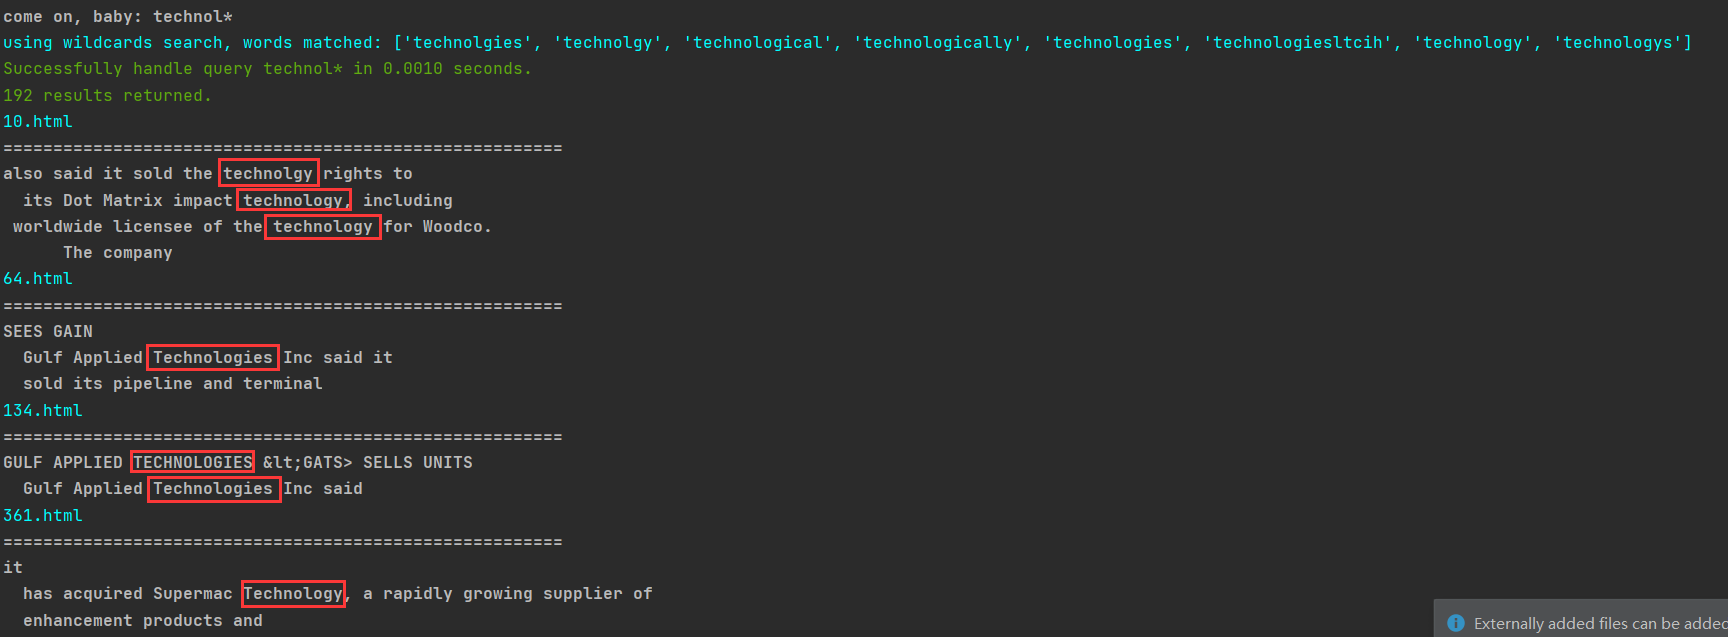 come on, baby: technol*
using wildcards search, words matched: ['technolgies', 'technolgy', 'technological', 'technologically', 'technologies', 'technologiesltcih', 'technology', 'technologys']
Successfully handle query technol* in 0.0010 seconds.
192 results returned.
10.html
========================================================
also said it sold the technolgy rights to
its Dot Matrix impact technology, including
worldwide licensee of the technology for Woodco.
The company
64.html
========================================================
SEES GAIN
Gulf Applied Technologies Inc said it
sold its pipeline and terminal
134.html
========================================================
GULF APPLIED TECHNOLOGIES &lt;GATS> SELLS UNITS
Gulf Applied Technologies Inc said
361.html
========================================================
it
has acquired Supermac Technology, a rapidly growing supplier of
enhancement products and
Externally added files can be added